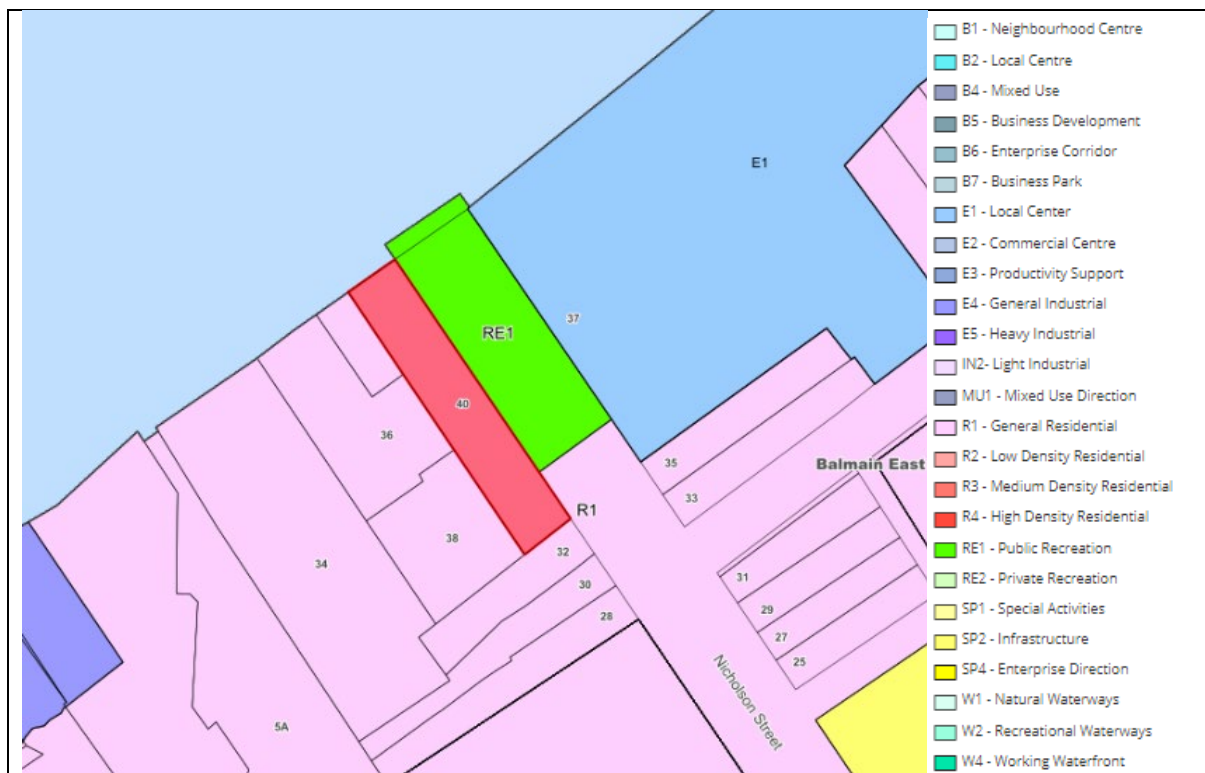 E1
37
RE1
40
36
35
Balmain East
33
R1
38
32
34
31
30
29
28
27
25
Nicholson Street
5A
B1 - Neighbourhood Centre
B2 - Local Centre
B4 - Mixed Use
B5 - Business Development
B6 - Enterprise Corridor
B7 - Business Park
E1 - Local Center
E2 - Commercial Centre
E3 - Productivity Support
E4 - General Industrial
E5 - Heavy Industrial
IN2- Light Industrial
MU1 - Mixed Use Direction
R1 - General Residential
R2 - Low Density Residential
R3 - Medium Density Residential
R4 - High Density Residential
RE1 - Public Recreation
RE2 - Private Recreation
SP1 - Special Activities
SP2 - Infrastructure
SP4 - Enterprise Direction
W1 - Natural Waterways
W2 - Recreational Waterways
W4 - Working Waterfront